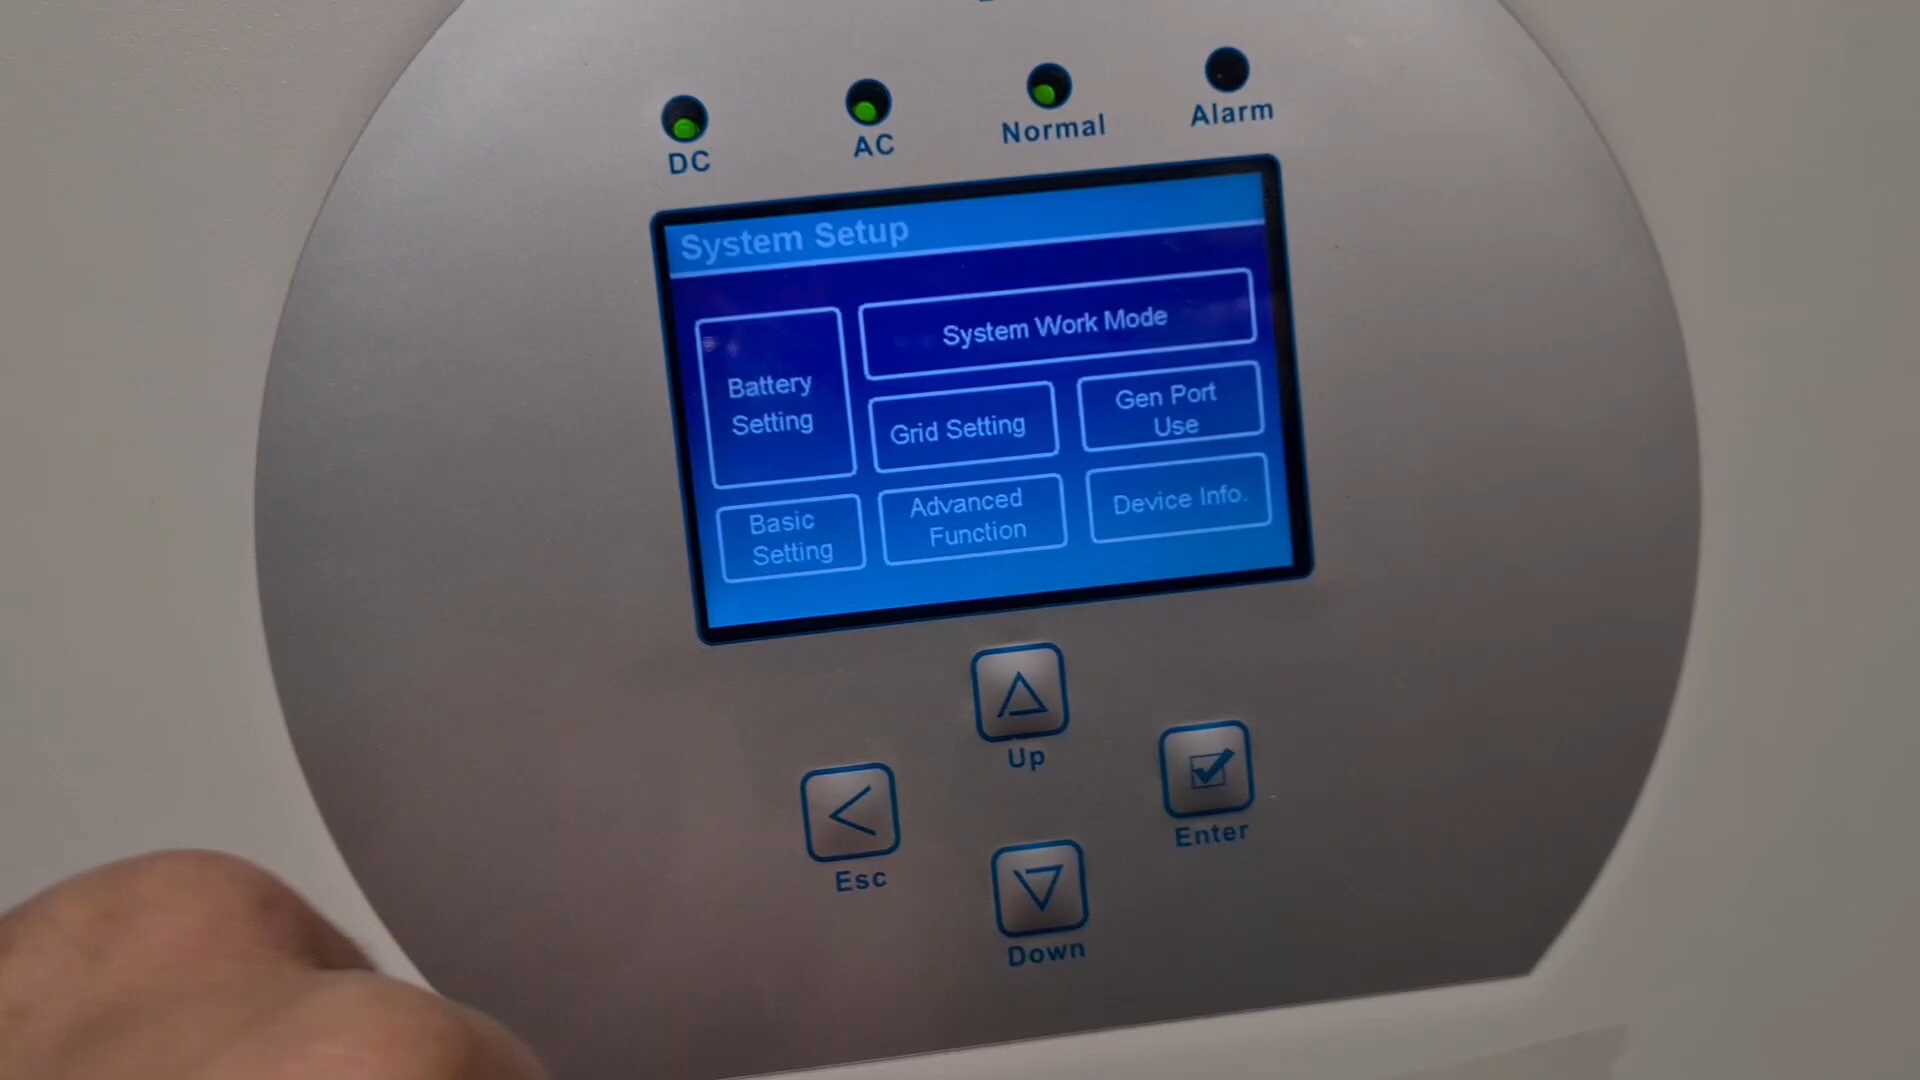 DC
AC
Normal
Alarm
System Setup
Battery
Setting
System Work Mode
Grid Setting
Gen Port
Use
Basic
Setting
Advanced
Function
Device Info.
Up
Esc
Enter
Down